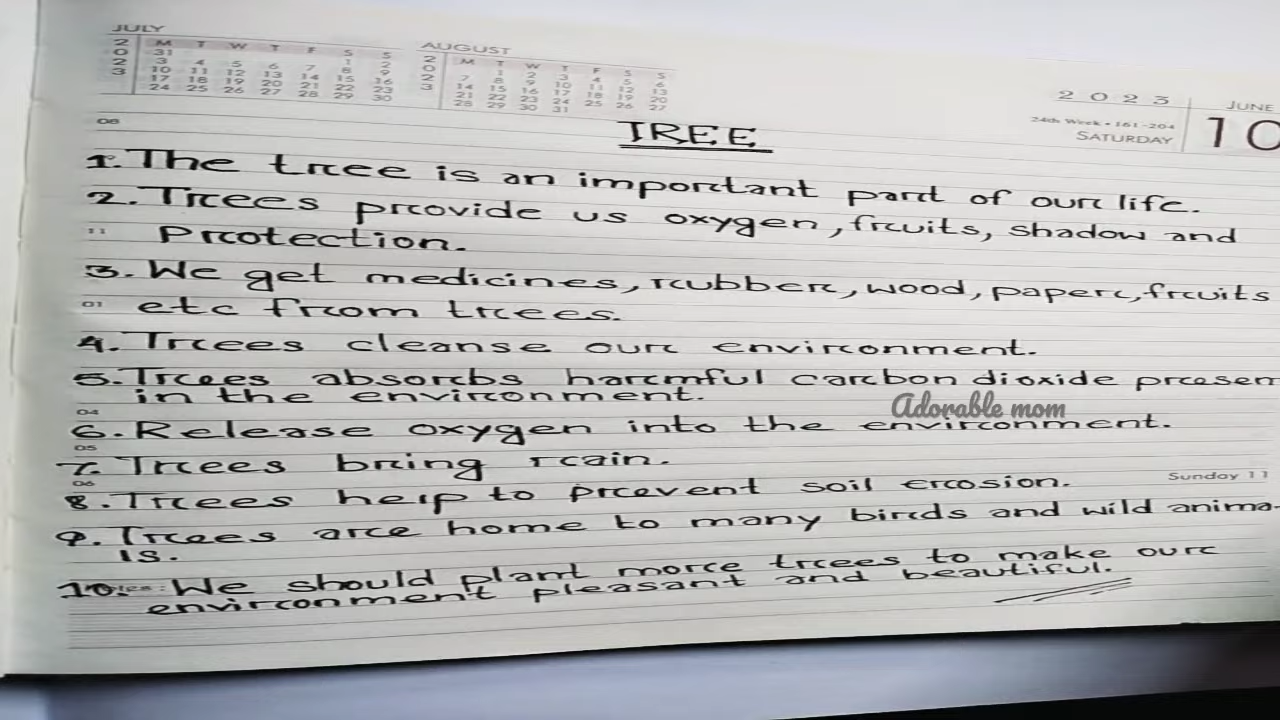 JULY
2023
M T W T F S S
31 1 2
3 4 5 6 7 8 9
10 11 12 13 14 15 16
17 18 19 20 21 22 23
24 25 26 27 28 29 30
AUGUST
2023
M T W T F S S
1 2 3 4 5 6
7 8 9 10 11 12 13
14 15 16 17 18 19 20
21 22 23 24 25 26 27
28 29 30 31
2023 JUNE
24th Week • 161-204
SATURDAY 10
08
TREE
1. The tree is an important part of our life.
2. Trees provide us oxygen, fruits, shadow and
11 Protection.
3. We get medicines, rubber, wood, paper, fruits
01 etc from trees.
4. Trees cleanse our environment.
5. Trees absorbs harmful carbon dioxide presen
in the environment.
Adorable mom
04
6. Release oxygen into the environment.
05
7. Trees bring rain.
06
Sunday 11
8. Trees help to prevent soil erosion.
9. Trees are home to many birds and wild anima-
ls.
10. We should plant more trees to make our
environment pleasant and beautiful.